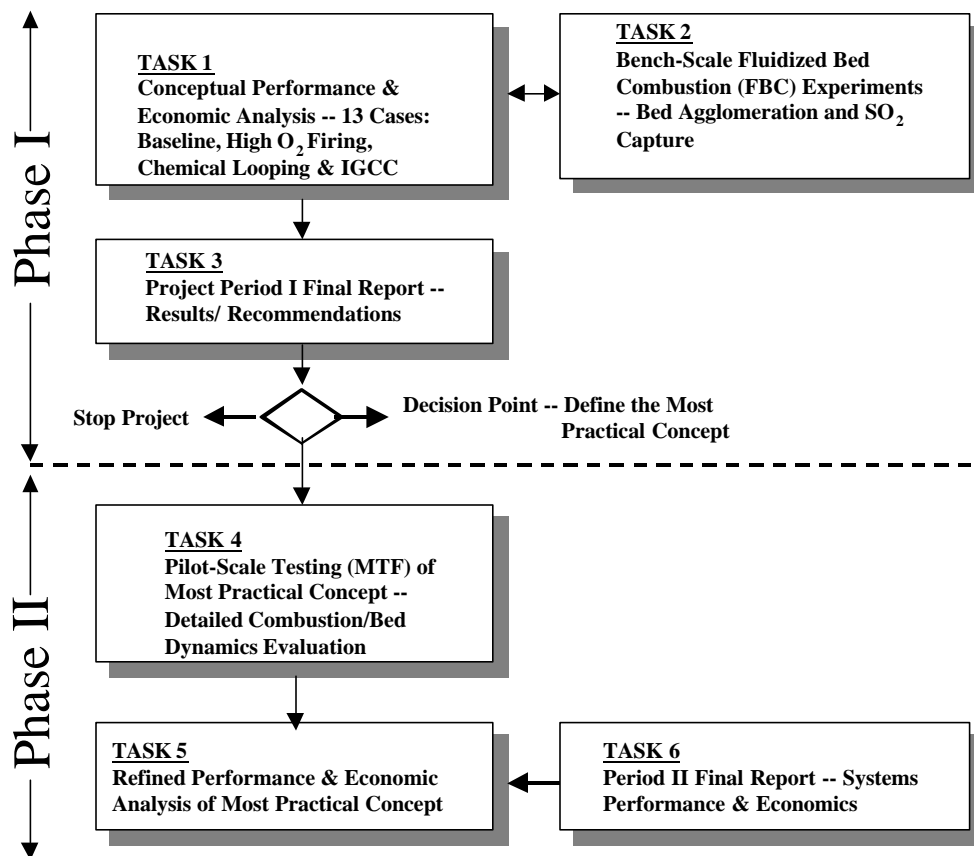 Phase I
TASK 1
Conceptual Performance &
Economic Analysis -- 13 Cases:
Baseline, High O2 Firing,
Chemical Looping & IGCC
TASK 2
Bench-Scale Fluidized Bed
Combustion (FBC) Experiments
-- Bed Agglomeration and SO2
Capture
TASK 3
Project Period I Final Report --
Results/ Recommendations
Stop Project
Decision Point -- Define the Most
Practical Concept
Phase II
TASK 4
Pilot-Scale Testing (MTF) of
Most Practical Concept --
Detailed Combustion/Bed
Dynamics Evaluation
TASK 5
Refined Performance & Economic
Analysis of Most Practical Concept
TASK 6
Period II Final Report -- Systems
Performance & Economics